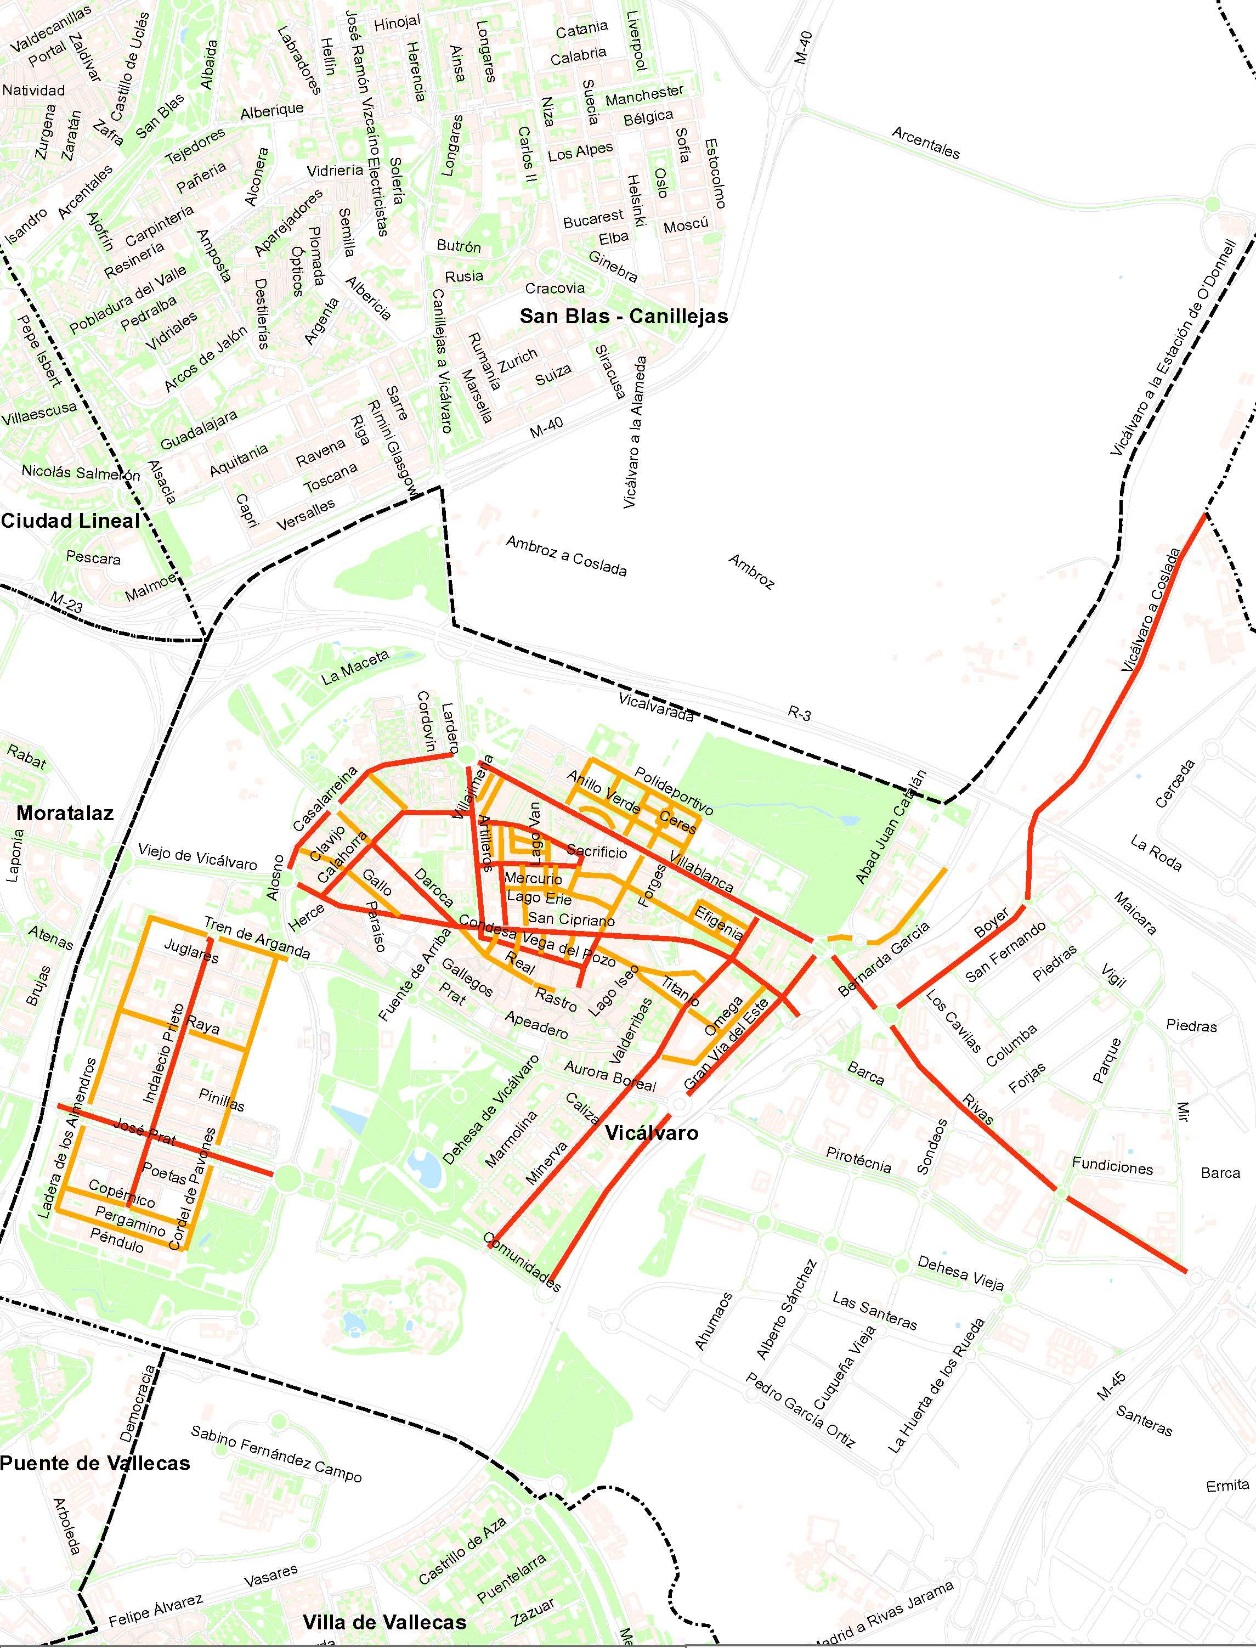 Valdecanillas
Portal
Zaldívar
Castillo de Uclés
Albaida
Labradores
Hellín
José Ramón Vizcaíno
Hinojal
Herencia
Ainsa
Longares
Catania
Calabria
Liverpool
M-40
Natividad
Zurgena
Zaratán
Zafra
San Blas
Alberique
Niza
Suecia
Manchester
Bélgica
Sofía
Estocolmo
Arcentales
Tejedores
Pañería
Alconera
Vidriería
Electricistas
Solería
Longares
Carlos II
Los Alpes
Helsinki
Oslo
Isandro
Arcentales
Ajofrín
Carpintería
Resinería
Amposta
Aparejadores
Semilla
Plomada
Ópticos
Butrón
Bucarest
Elba
Moscú
Pobladura del Valle
Pedralba
Vidriales
Destilerías
Argenta
Albericia
Rusia
Cracovia
Ginebra
San Blas - Canillejas
Pepe Isbert
Arcos de Jalón
Canillejas a Vicálvaro
Rumanía
Zurich
Suiza
Marsella
Siracusa
Vicálvaro a la Alameda
Vicálvaro a la Estación de O'Donnell
Villaescusa
Guadalajara
Sarre
Rimini
Riga
Glasgow
M-40
Nicolás Salmerón
Alsacia
Aquitania
Ravena
Toscana
Capri
Versalles
Ciudad Lineal
Pescara
Malmoe
M-23
Ambroz a Coslada
Ambroz
Vicálvaro a Coslada
La Maceta
Cordovín
Lardero
Vicalvarada
R-3
Rabat
Moratalaz
Laponia
Viejo de Vicálvaro
Casalarreina
Villajimena
Anillo Verde
Polideportivo
Ceres
Abad Juan Catalán
Cerceda
La Roda
Alosno
Clavijo
Calahorra
Artilleros
Lago Van
Sacrificio
Villablanca
Gallo
Daroca
Mercurio
Lago Erie
Forges
Maicara
Atenas
Brujas
Tren de Arganda
Juglares
Herce
Paraíso
Fuente de Arriba
San Cipriano
Condesa Vega del Pozo
Efigenia
Boyer
San Fernando
Bernarda García
Piedras
Vigil
Real
Gallegos
Prat
Rastro
Lago Iseo
Titanio
Omega
Raya
Indalecio Prieto
Apeadero
Valderribas
Gran Vía del Este
Los Caviias
Columba
Piedras
Parque
Forjas
Ladera de los Almendros
Pinillas
Aurora Boreal
Dehesa de Vicálvaro
Barca
Rivas
Mir
José Prat
Marmolina
Caliza
Minerva
Vicálvaro
Pirotécnia
Sondeos
Fundiciones
Barca
Poetas
Copérnico
Pergamino
Péndulo
Cordel de Pavones
Comunidades
Dehesa Vieja
Ahumaos
Alberto Sánchez
Las Santeras
Cuqueña Vieja
La Huerta de los Rueda
Pedro García Ortiz
M-45
Santeras
Democracia
Sabino Fernández Campo
Puente de Vallecas
Ermita
Arboleda
Castrillo de Aza
Puentelarra
Zazuar
Vasares
Felipe Álvarez
Villa de Vallecas
Madrid a Rivas Jarama